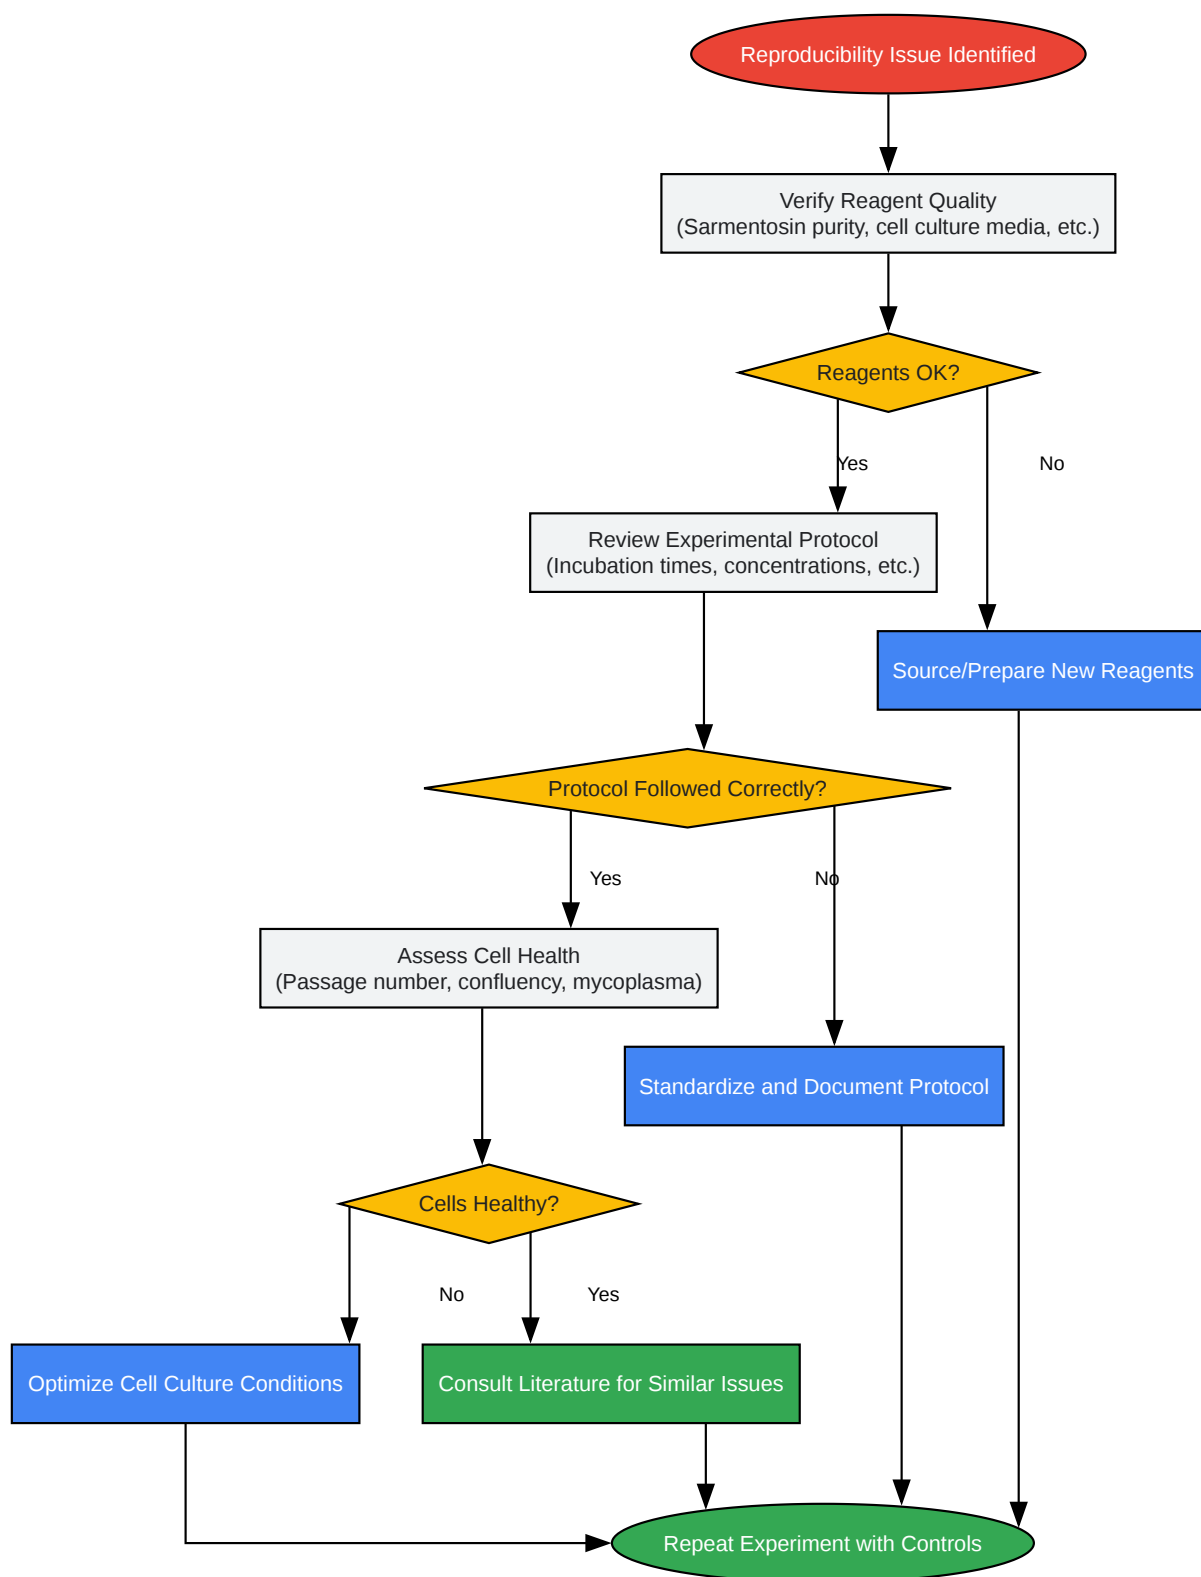 Reproducibility Issue Identified
Verify Reagent Quality
(Sarmentosin purity, cell culture media, etc.)
Reagents OK?
Yes
No
Review Experimental Protocol
(Incubation times, concentrations, etc.)
Source/Prepare New Reagents
Protocol Followed Correctly?
Yes
No
Assess Cell Health
(Passage number, confluency, mycoplasma)
Standardize and Document Protocol
Cells Healthy?
No
Yes
Optimize Cell Culture Conditions
Consult Literature for Similar Issues
Repeat Experiment with Controls